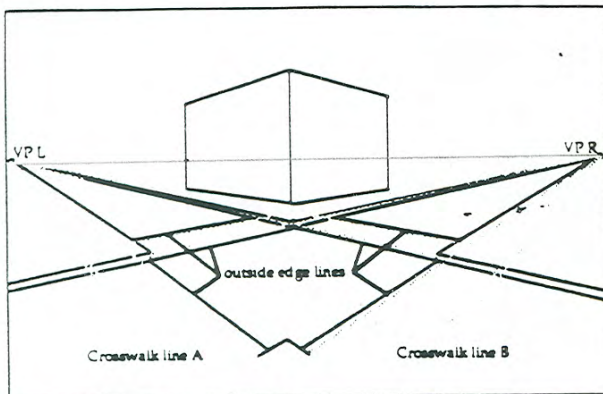 VP L
VP R
outside edge lines
Crosswalk line A
Crosswalk line B